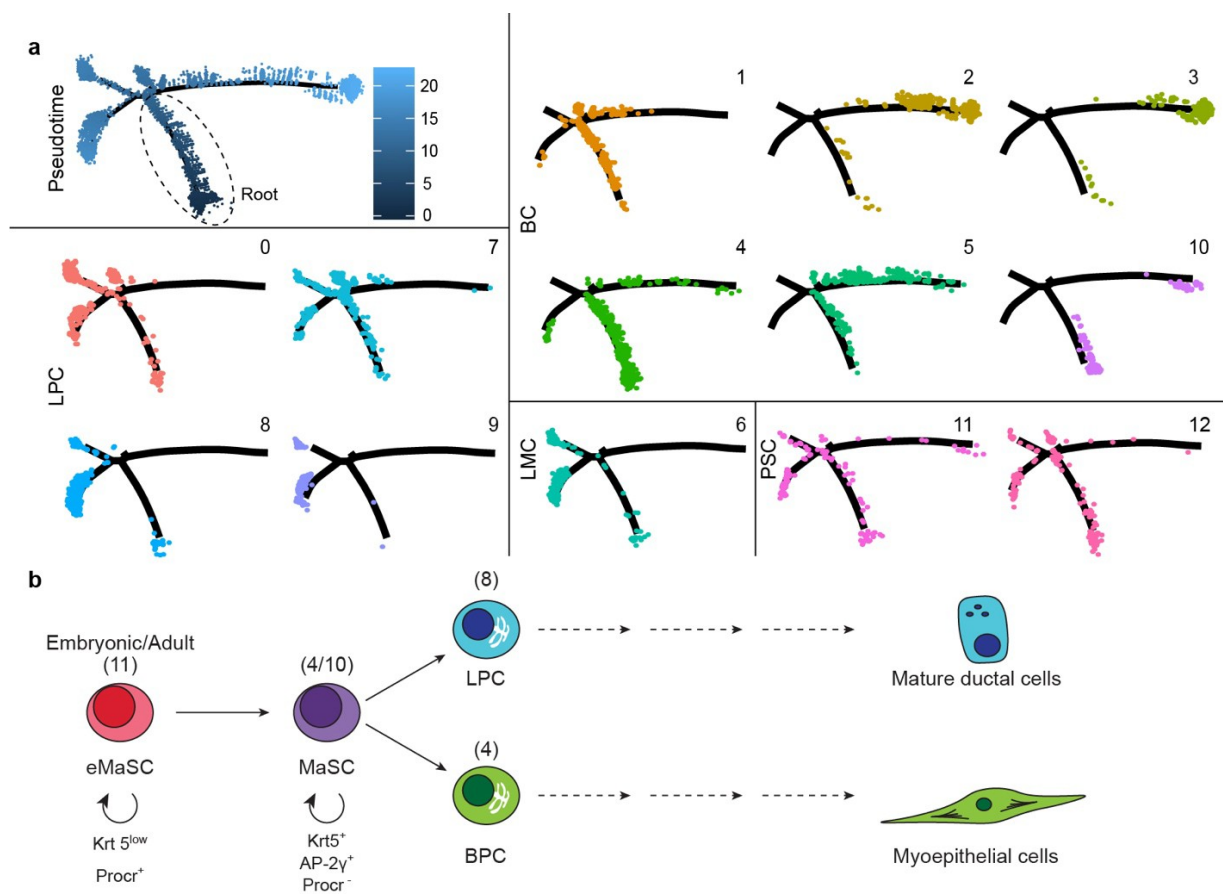 a
Pseudotime
20
15
10
5
0
Root
BC
1
2
3
4
5
10
LPC
0
7
8
9
LMC
6
PSC
11
12
b
Embryonic/Adult
(11)
eMaSC
Krt 5low
Procr+
(4/10)
MaSC
Krt5+
AP-2γ+
Procr -
(8)
LPC
Mature ductal cells
(4)
BPC
Myoepithelial cells